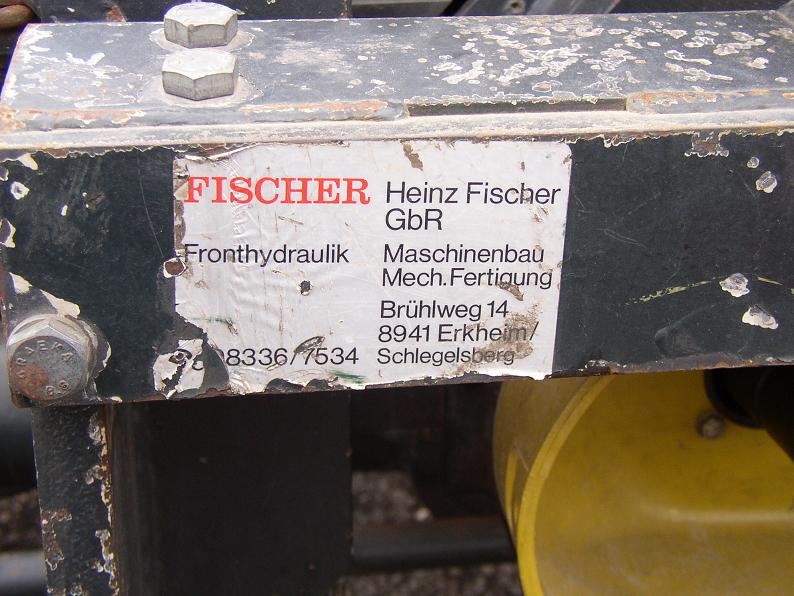 FISCHER
Fronthydraulik
08336/7534
Heinz Fischer
GbR
Maschinenbau
Mech. Fertigung
Brühlweg 14
8941 Erkheim/
Schlegelsberg